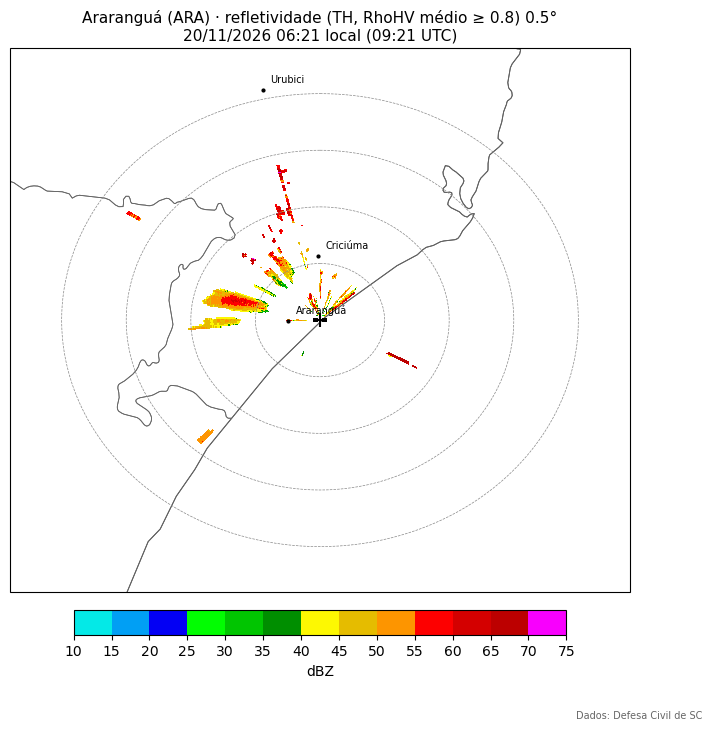 Araranguá (ARA) · refletividade (TH, RhoHV médio ≥ 0.8) 0.5°
20/11/2026 06:21 local (09:21 UTC)
Urubici
Criciúma
Araranguá
10 15 20 25 30 35 40 45 50 55 60 65 70 75
dBZ
Dados: Defesa Civil de SC